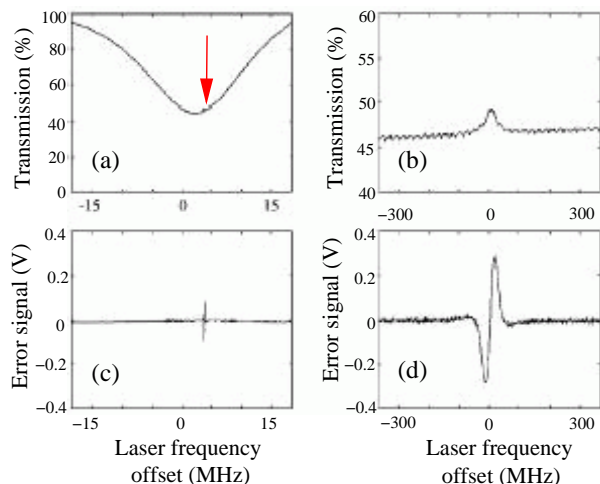 100
80
60
40
20
0
Transmission (%)
(a)
-15
0
15
60
55
50
45
40
Transmission (%)
(b)
−300
0
300
0.4
0.2
0
−0.2
−0.4
Error signal (V)
(c)
−15
0
15
Laser frequency
offset (MHz)
0.4
0.2
0
−0.2
−0.4
Error signal (V)
(d)
−300
0
300
Laser frequency
offset (MHz)